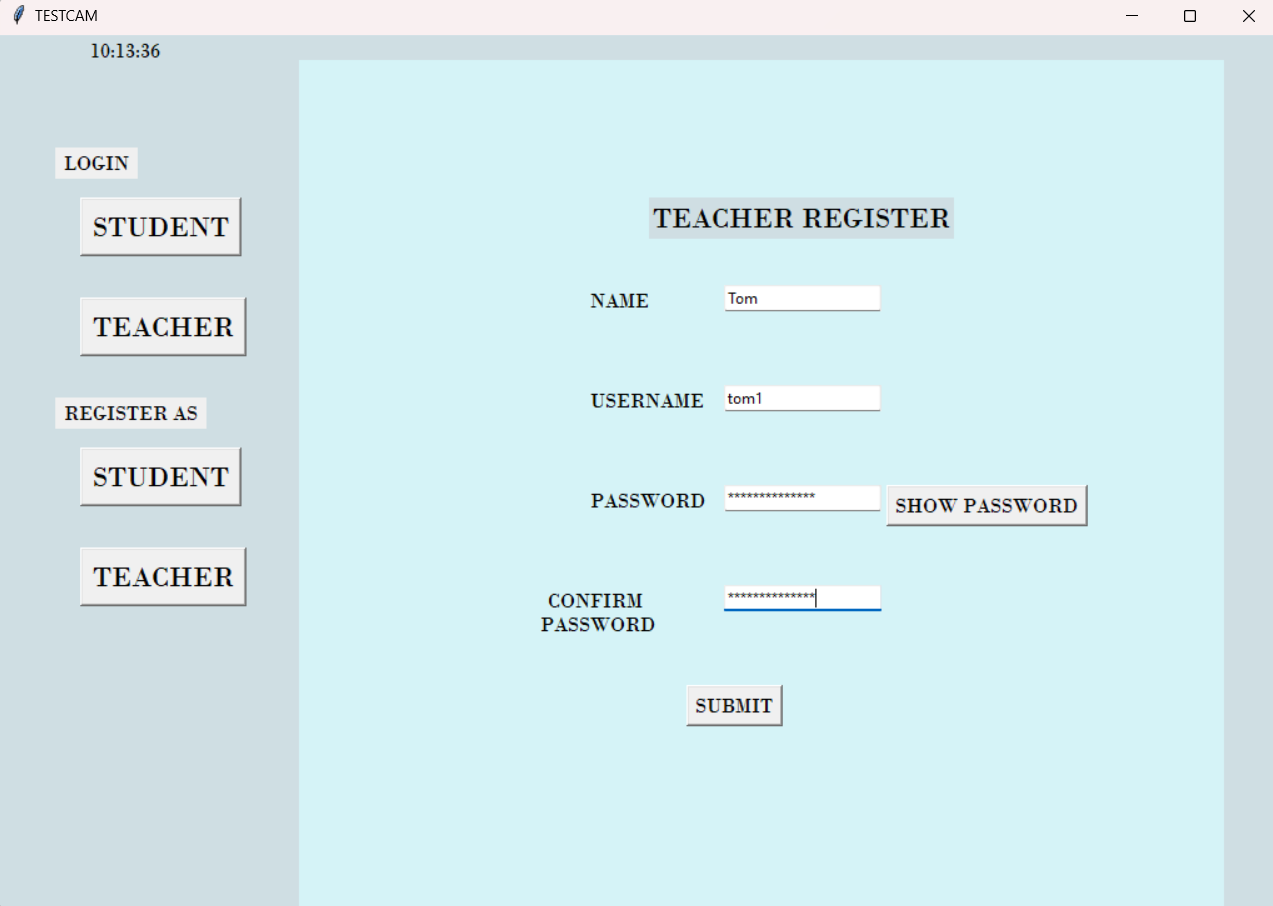 TESTCAM
10:13:36
LOGIN
STUDENT
TEACHER
REGISTER AS
STUDENT
TEACHER
TEACHER REGISTER
NAME Tom
USERNAME tom1
PASSWORD ************** SHOW PASSWORD
CONFIRM
PASSWORD **************
SUBMIT